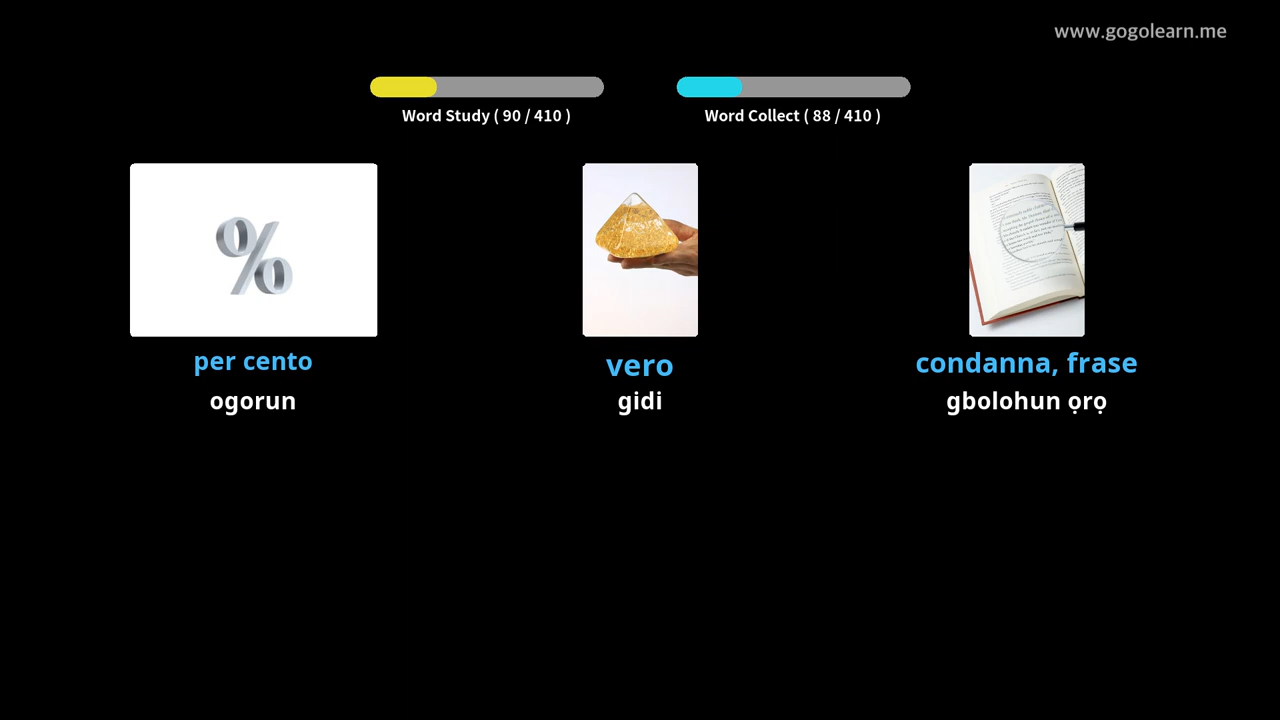 www.gogolearn.me
Word Study ( 90 / 410 )
Word Collect ( 88 / 410 )
per cento
ogorun
vero
gidi
condanna, frase
gbolohun ọrọ